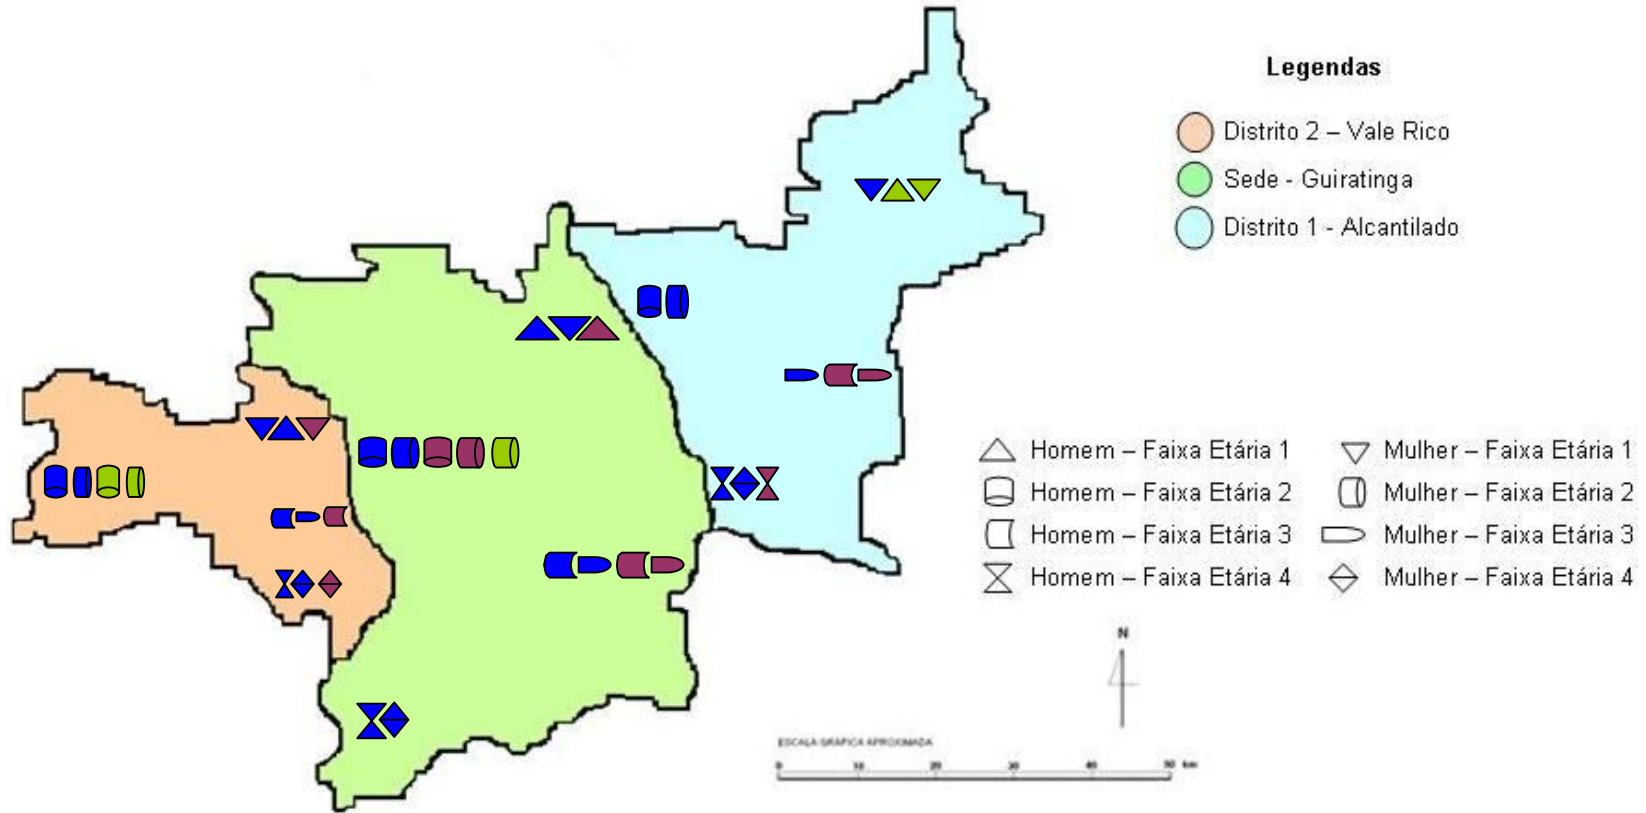 Legendas
Distrito 2 – Vale Rico
Sede - Guiratinga
Distrito 1 - Alcantilado
Homem – Faixa Etária 1
Mulher – Faixa Etária 1
Homem – Faixa Etária 2
Mulher – Faixa Etária 2
Homem – Faixa Etária 3
Mulher – Faixa Etária 3
Homem – Faixa Etária 4
Mulher – Faixa Etária 4
N
ESCALA GRÁFICA APROXIMADA
0 10 20 30 40 50 km